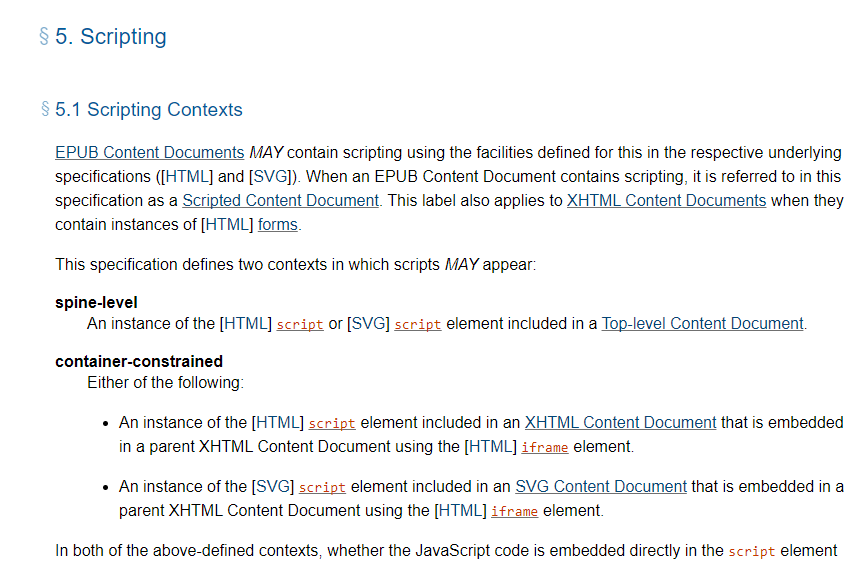 § 5. Scripting
§ 5.1 Scripting Contexts
EPUB Content Documents MAY contain scripting using the facilities defined for this in the respective underlying
specifications ([HTML] and [SVG]). When an EPUB Content Document contains scripting, it is referred to in this
specification as a Scripted Content Document. This label also applies to XHTML Content Documents when they
contain instances of [HTML] forms.
This specification defines two contexts in which scripts MAY appear:
spine-level
An instance of the [HTML] script or [SVG] script element included in a Top-level Content Document.
container-constrained
Either of the following:
• An instance of the [HTML] script element included in an XHTML Content Document that is embedded
in a parent XHTML Content Document using the [HTML] iframe element.
• An instance of the [SVG] script element included in an SVG Content Document that is embedded in a
parent XHTML Content Document using the [HTML] iframe element.
In both of the above-defined contexts, whether the JavaScript code is embedded directly in the script element